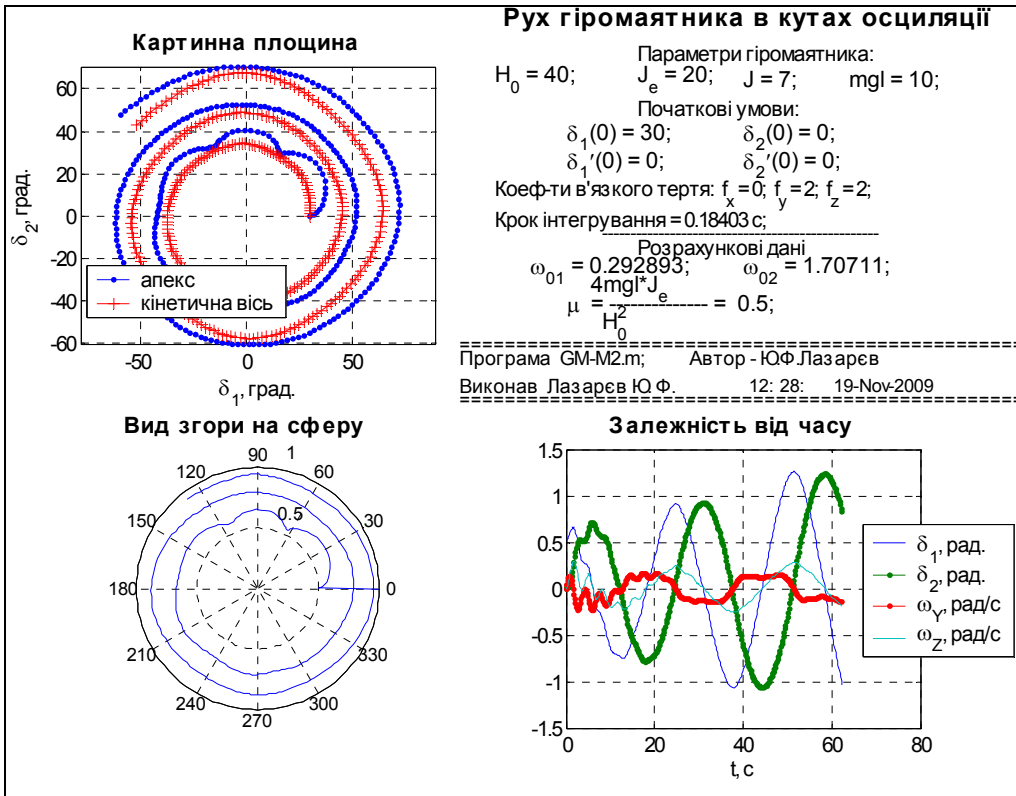 Картинна площина
60
40
20
0
-20
-40
-60
-50
0
50
δ₂, град.
δ₁, град.
апекс
кінетична вісь
Рух гіромаятника в кутах осциляції
Параметри гіромаятника:
H₀ = 40; Jₑ = 20; J = 7; mgl = 10;
Початкові умови:
δ₁(0) = 30; δ₂(0) = 0;
δ₁'(0) = 0; δ₂'(0) = 0;
Коеф-ти в'язкого тертя: fₓ = 0; f_y = 2; f_z = 2;
Крок інтегрування = 0.18403 с;
Розрахункові дані
ω₀₁ = 0.292893; ω₀₂ = 1.70711;
4mgl*Jₑ
μ = -------------- = 0.5;
H₀²
Програма GM-M2.m; Автор - Ю.Ф.Лазарєв
Виконав Лазарєв Ю. Ф. 12: 28: 19-Nov-2009
Вид згори на сферу
90
1
120
60
150
0.5
30
180
0
210
330
240
300
270
Залежність від часу
1.5
1
0.5
0
-0.5
-1
-1.5
0
20
40
60
80
t, c
δ₁, рад.
δ₂, рад.
ω_Y, рад/с
ω_Z, рад/с